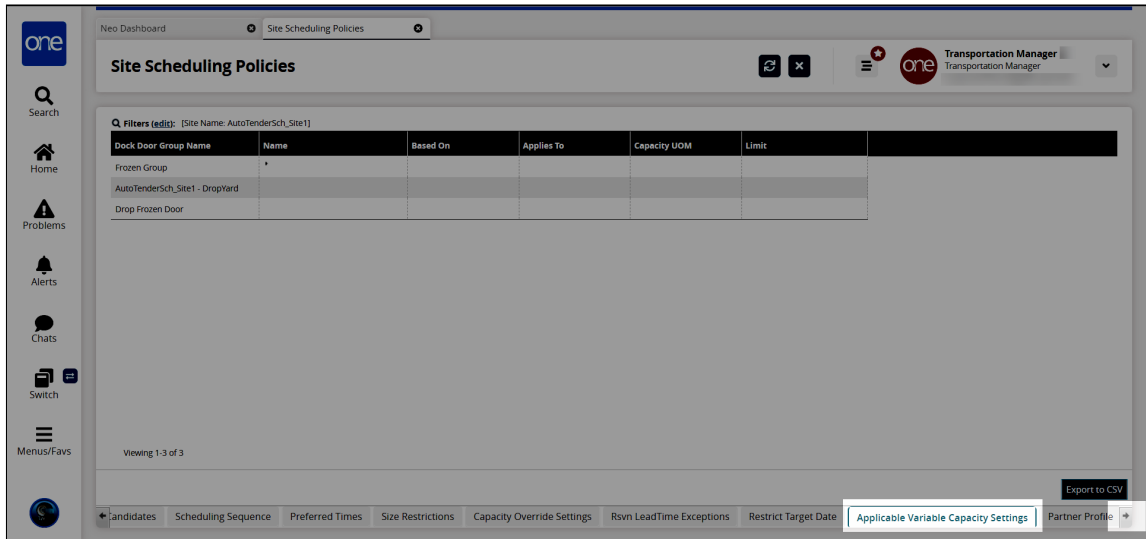 Neo Dashboard
Site Scheduling Policies
one
Site Scheduling Policies
one
Transportation Manager
Transportation Manager
Search
Home
Problems
Alerts
Chats
Switch
Menus/Favs
Filters (edit): [Site Name: AutoTenderSch_Site1]
Dock Door Group Name Name Based On Applies To Capacity UOM Limit
Frozen Group
AutoTenderSch_Site1 - DropYard
Drop Frozen Door
Viewing 1-3 of 3
Export to CSV
Candidates Scheduling Sequence Preferred Times Size Restrictions Capacity Override Settings Rsvn LeadTime Exceptions Restrict Target Date Applicable Variable Capacity Settings Partner Profile